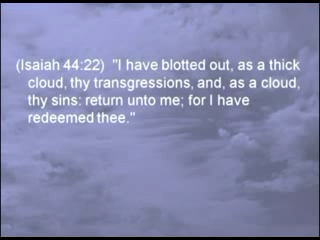 (Isaiah 44:22)  "I have blotted out, as a thick
cloud, thy transgressions, and, as a cloud,
thy sins: return unto me; for I have
redeemed thee."